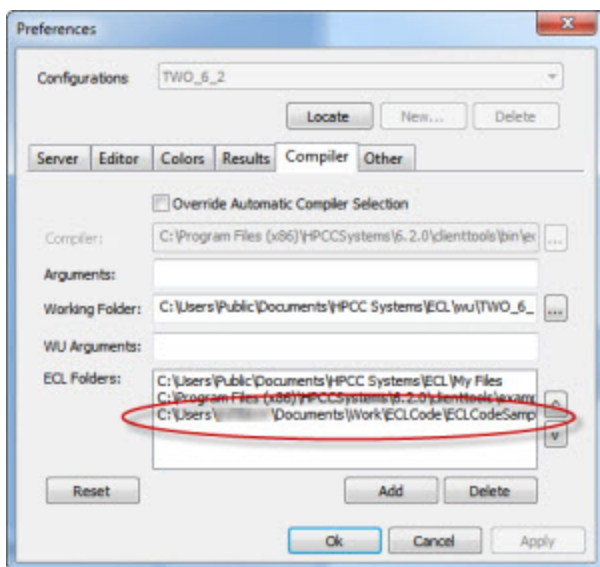 Preferences
Configurations TWO_6_2
Locate New... Delete
Server Editor Colors Results Compiler Other
Override Automatic Compiler Selection
Compiler: C:\Program Files (x86)\HPCCSystems\6.2.0\clienttools\bin\ec ...
Arguments:
Working Folder: C:\Users\Public\Documents\HPCC Systems\ECL\wu\TWO_6_ ...
WU Arguments:
ECL Folders: C:\Users\Public\Documents\HPCC Systems\ECL\My Files
C:\Program Files (x86)\HPCCSystems\6.2.0\clienttools\examp
C:\Users\ \Documents\Work\ECLCode\ECLCodeSamp
Reset Add Delete
Ok Cancel Apply